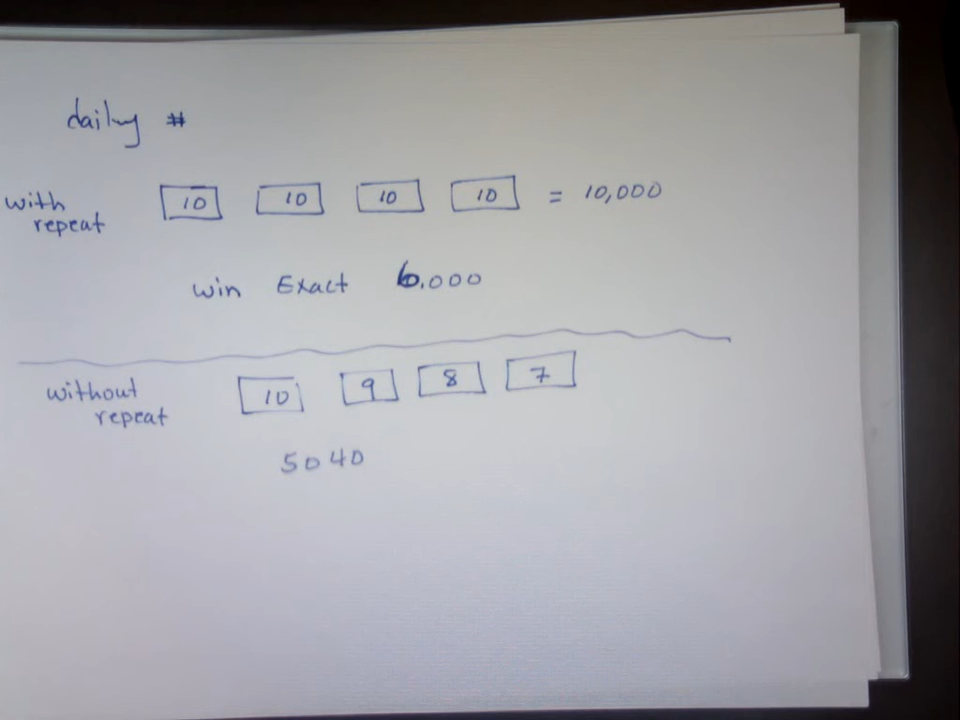 daily #
with
repeat
10 10 10 10 = 10,000
win Exact 6.000
without
repeat
10 9 8 7
5040